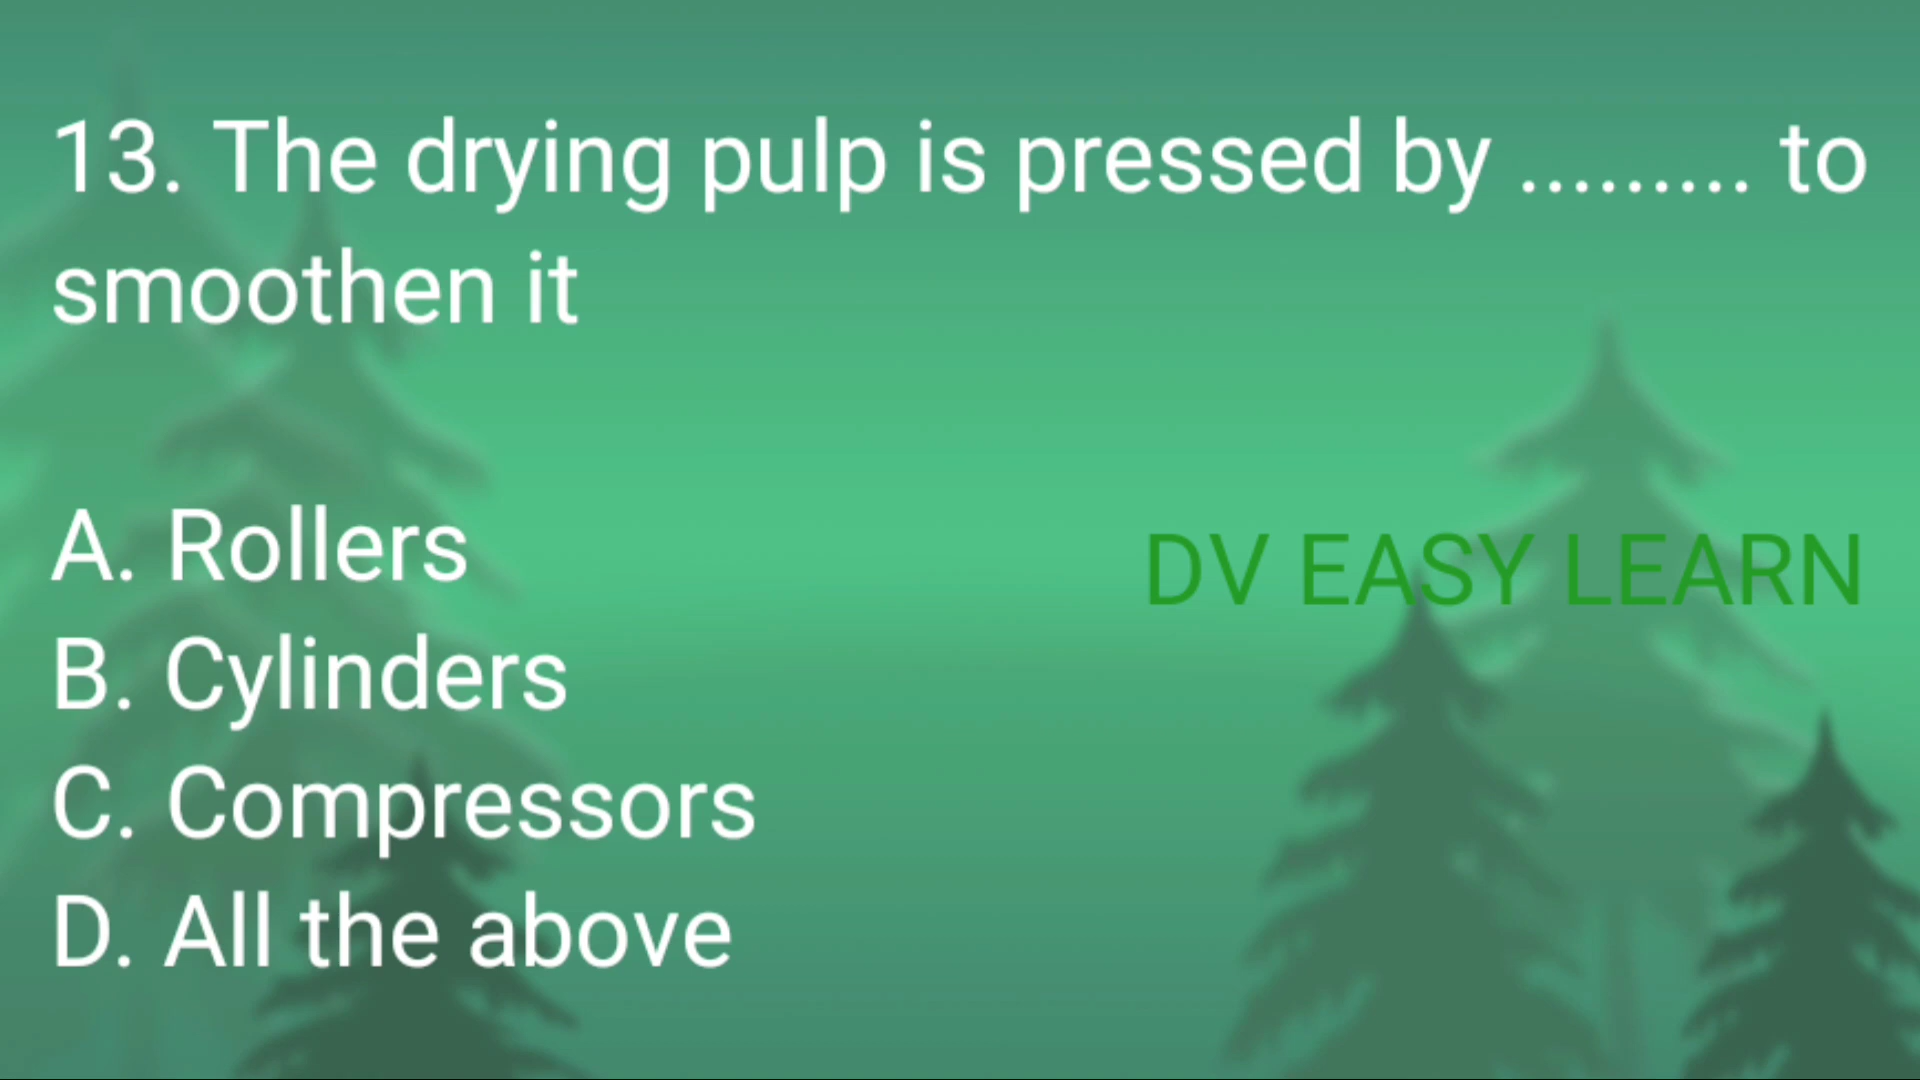 13. The drying pulp is pressed by ......... to
smoothen it
A. Rollers
B. Cylinders
C. Compressors
D. All the above
DV EASY LEARN